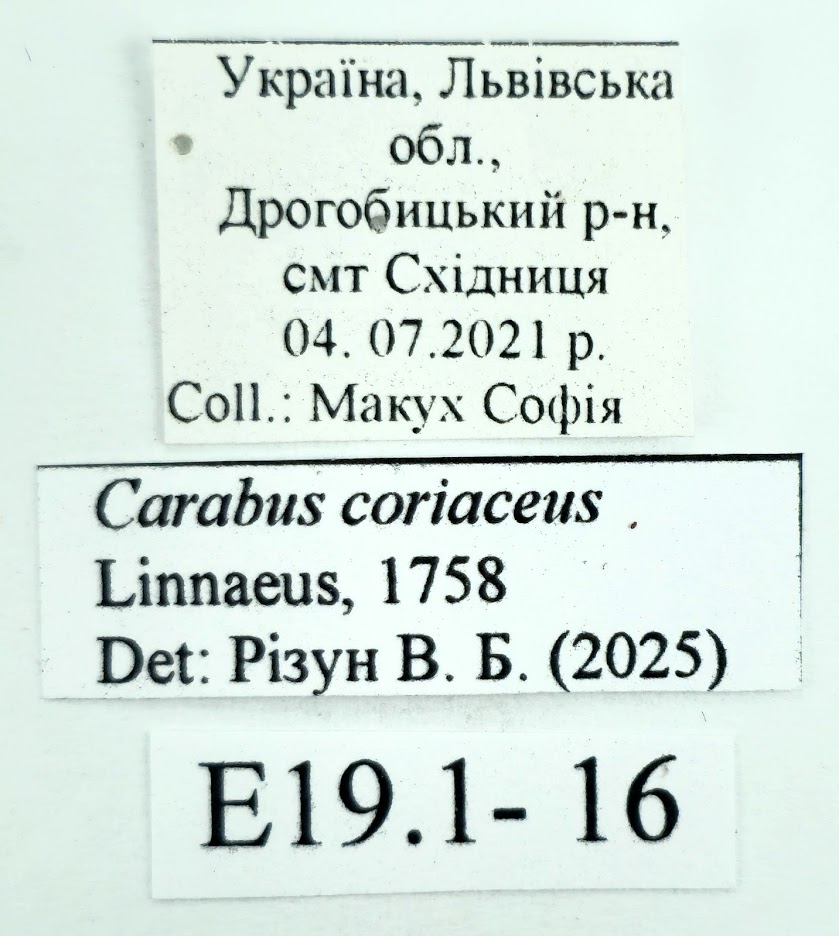 Україна, Львівська
обл.,
Дрогобицький р-н,
смт Східниця
04. 07.2021 р.
Coll.: Макух Софія
Carabus coriaceus
Linnaeus, 1758
Det: Різун В. Б. (2025)
E19.1- 16